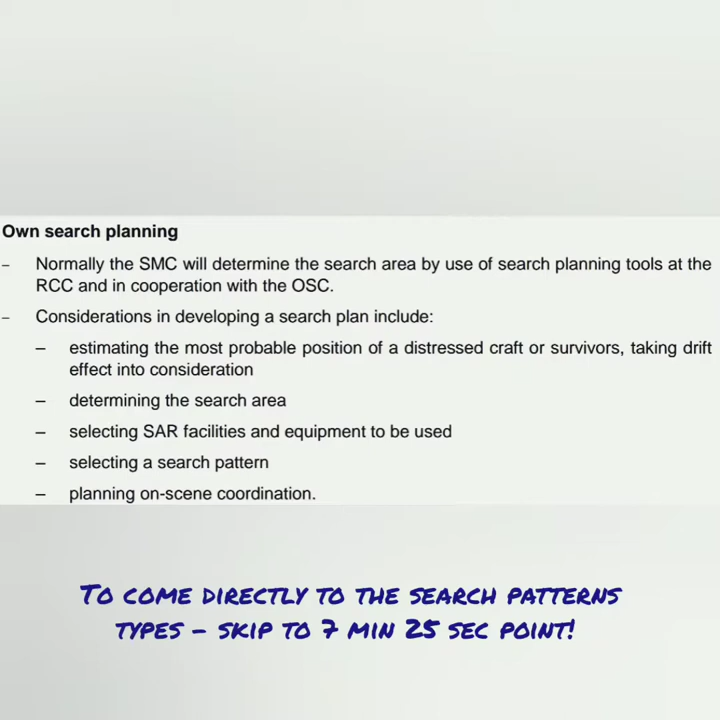 Own search planning
– Normally the SMC will determine the search area by use of search planning tools at the
RCC and in cooperation with the OSC.
– Considerations in developing a search plan include:
– estimating the most probable position of a distressed craft or survivors, taking drift
effect into consideration
– determining the search area
– selecting SAR facilities and equipment to be used
– selecting a search pattern
– planning on-scene coordination.
To come directly to the search patterns
types – skip to 7 min 25 sec point!